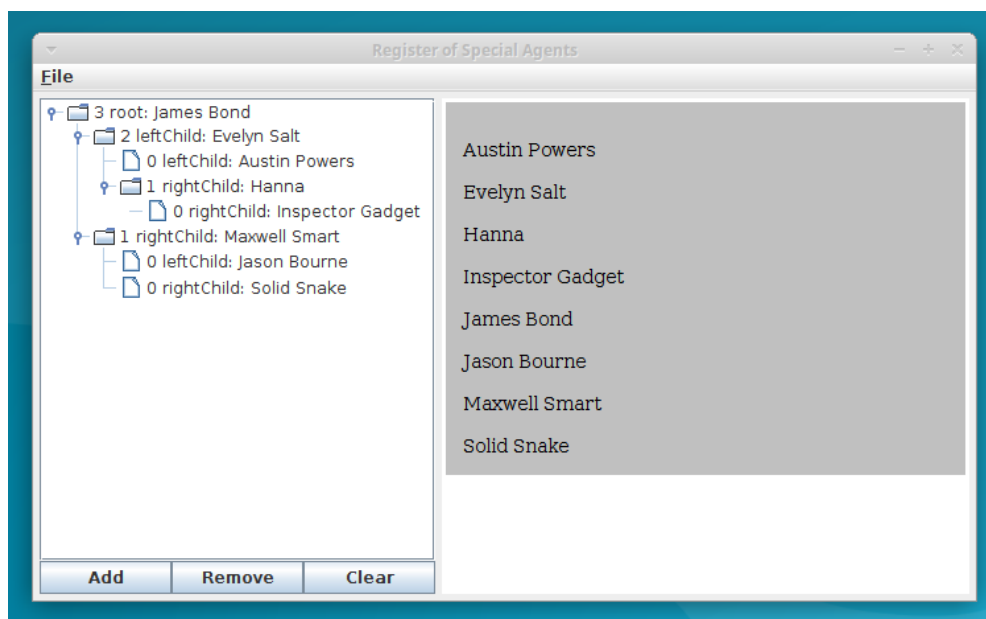 Register of Special Agents
File
3 root: James Bond
2 leftChild: Evelyn Salt
0 leftChild: Austin Powers
1 rightChild: Hanna
0 rightChild: Inspector Gadget
1 rightChild: Maxwell Smart
0 leftChild: Jason Bourne
0 rightChild: Solid Snake
Austin Powers
Evelyn Salt
Hanna
Inspector Gadget
James Bond
Jason Bourne
Maxwell Smart
Solid Snake
Add Remove Clear